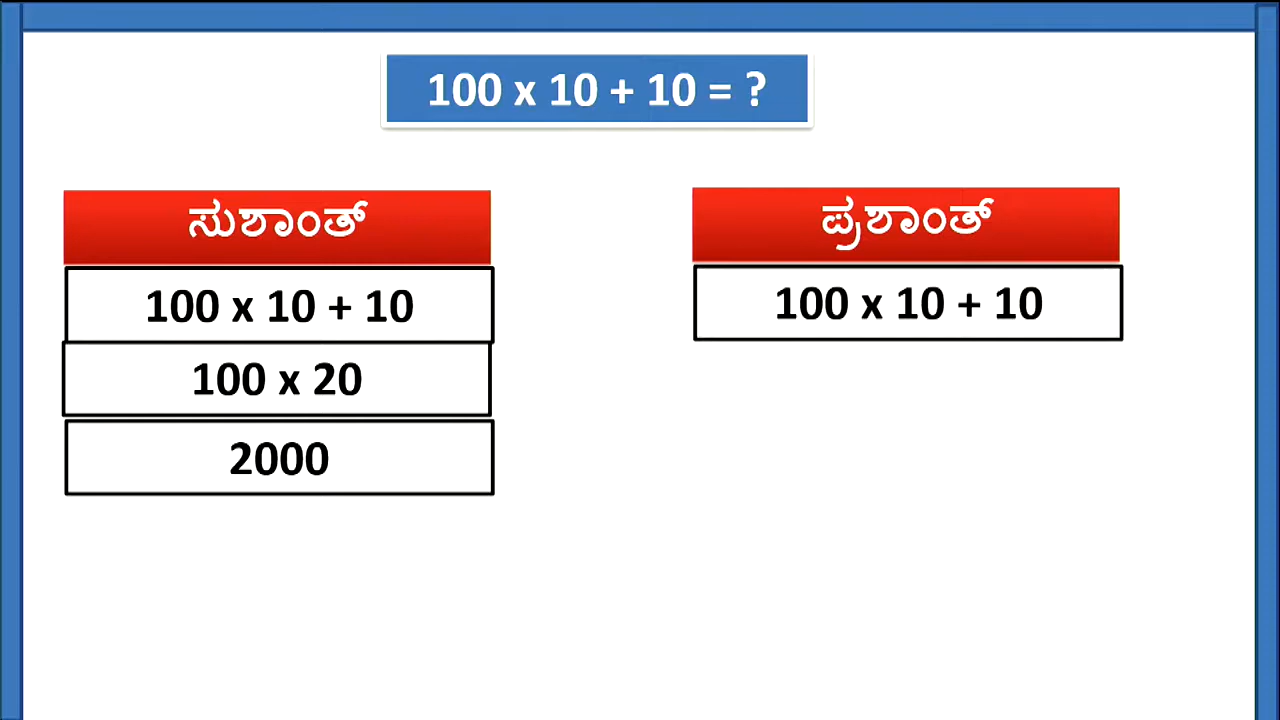 100 x 10 + 10 = ?
ಸುಶಾಂತ್
100 x 10 + 10
100 x 20
2000
ಪ್ರಶಾಂತ್
100 x 10 + 10